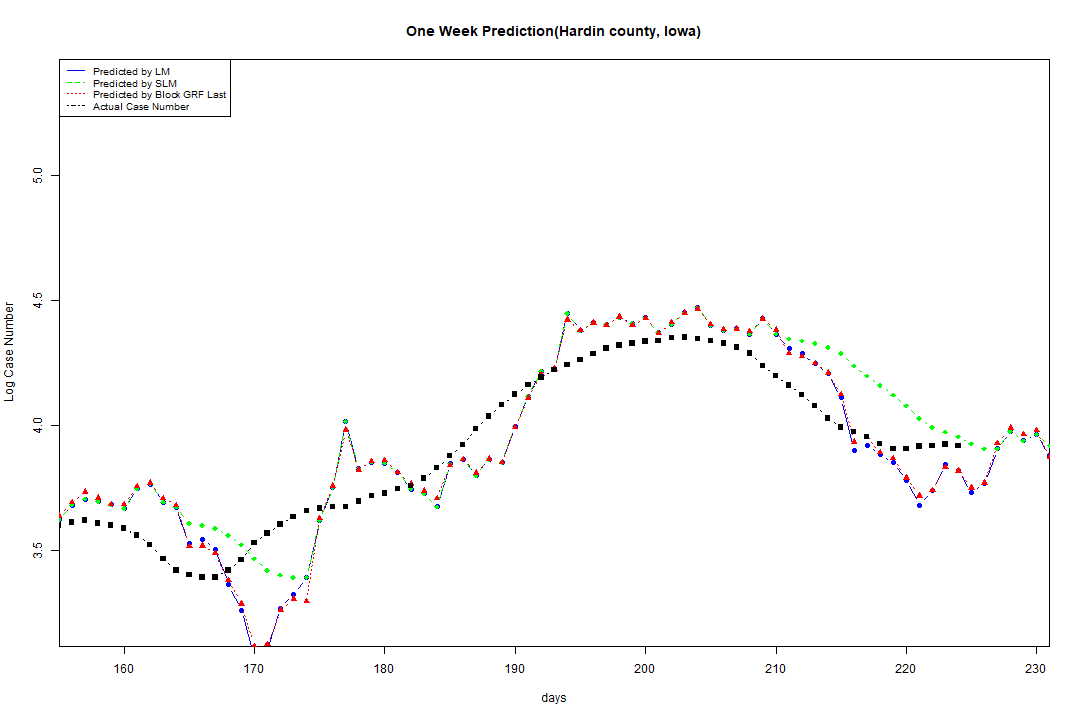 One Week Prediction(Hardin county, Iowa)
Predicted by LM
Predicted by SLM
Predicted by Block GRF Last
Actual Case Number
Log Case Number
5.0
4.5
4.0
3.5
160 170 180 190 200 210 220 230
days